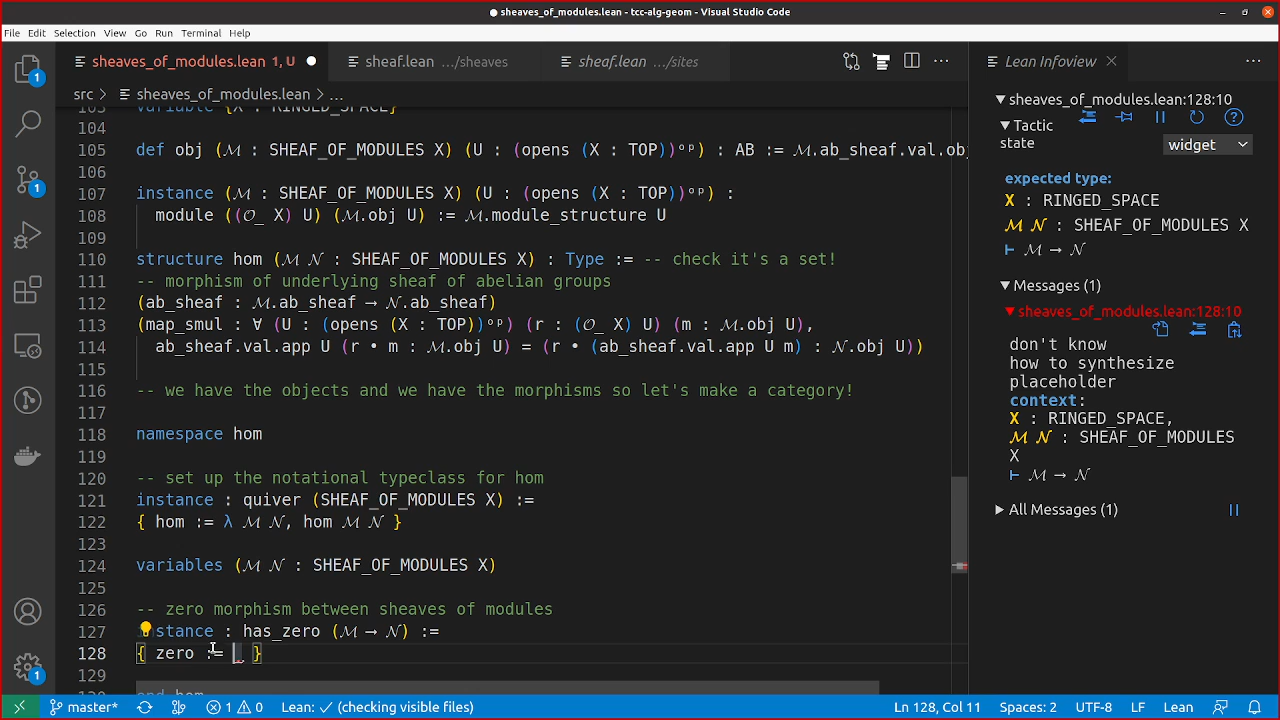 ● sheaves_of_modules.lean - tcc-alg-geom - Visual Studio Code
File Edit Selection View Go Run Terminal Help
sheaves_of_modules.lean 1, U ●
sheaf.lean .../sheaves
sheaf.lean .../sites
Lean Infoview
src > sheaves_of_modules.lean > ...
103 variable {X : RINGED_SPACE}
104
105 def obj (ℳ : SHEAF_OF_MODULES X) (U : (opens (X : TOP))ᵒᵖ) : AB := ℳ.ab_sheaf.val.obj
106
107 instance (ℳ : SHEAF_OF_MODULES X) (U : (opens (X : TOP))ᵒᵖ) :
108 module ((𝒪_ X) U) (ℳ.obj U) := ℳ.module_structure U
109
110 structure hom (ℳ 𝒩 : SHEAF_OF_MODULES X) : Type := -- check it's a set!
111 -- morphism of underlying sheaf of abelian groups
112 (ab_sheaf : ℳ.ab_sheaf ⟶ 𝒩.ab_sheaf)
113 (map_smul : ∀ (U : (opens (X : TOP))ᵒᵖ) (r : (𝒪_ X) U) (m : ℳ.obj U),
114 ab_sheaf.val.app U (r • m : ℳ.obj U) = (r • (ab_sheaf.val.app U m) : 𝒩.obj U))
115
116 -- we have the objects and we have the morphisms so let's make a category!
117
118 namespace hom
119
120 -- set up the notational typeclass for hom
121 instance : quiver (SHEAF_OF_MODULES X) :=
122 { hom := λ ℳ 𝒩, hom ℳ 𝒩 }
123
124 variables (ℳ 𝒩 : SHEAF_OF_MODULES X)
125
126 -- zero morphism between sheaves of modules
127 instance : has_zero (ℳ ⟶ 𝒩) :=
128 { zero := _ }
129
130 end hom
▼ sheaves_of_modules.lean:128:10
▼ Tactic
state
widget
expected type:
X : RINGED_SPACE
ℳ 𝒩 : SHEAF_OF_MODULES X
⊢ ℳ ⟶ 𝒩
▼ Messages (1)
▼ sheaves_of_modules.lean:128:10
don't know
how to synthesize
placeholder
context:
X : RINGED_SPACE,
ℳ 𝒩 : SHEAF_OF_MODULES
X
⊢ ℳ ⟶ 𝒩
▶ All Messages (1)
master* 1 0 Lean: ✓ (checking visible files) Ln 128, Col 11 Spaces: 2 UTF-8 LF Lean